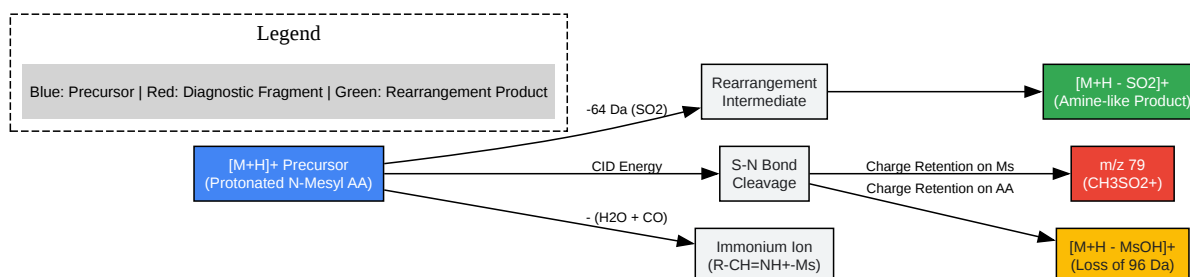 Legend
Blue: Precursor | Red: Diagnostic Fragment | Green: Rearrangement Product
Rearrangement
Intermediate
[M+H - SO2]+
(Amine-like Product)
-64 Da (SO2)
[M+H]+ Precursor
(Protonated N-Mesyl AA)
CID Energy
S-N Bond
Cleavage
Charge Retention on Ms
Charge Retention on AA
m/z 79
(CH3SO2+)
- (H2O + CO)
Immonium Ion
(R-CH=NH+-Ms)
[M+H - MsOH]+
(Loss of 96 Da)